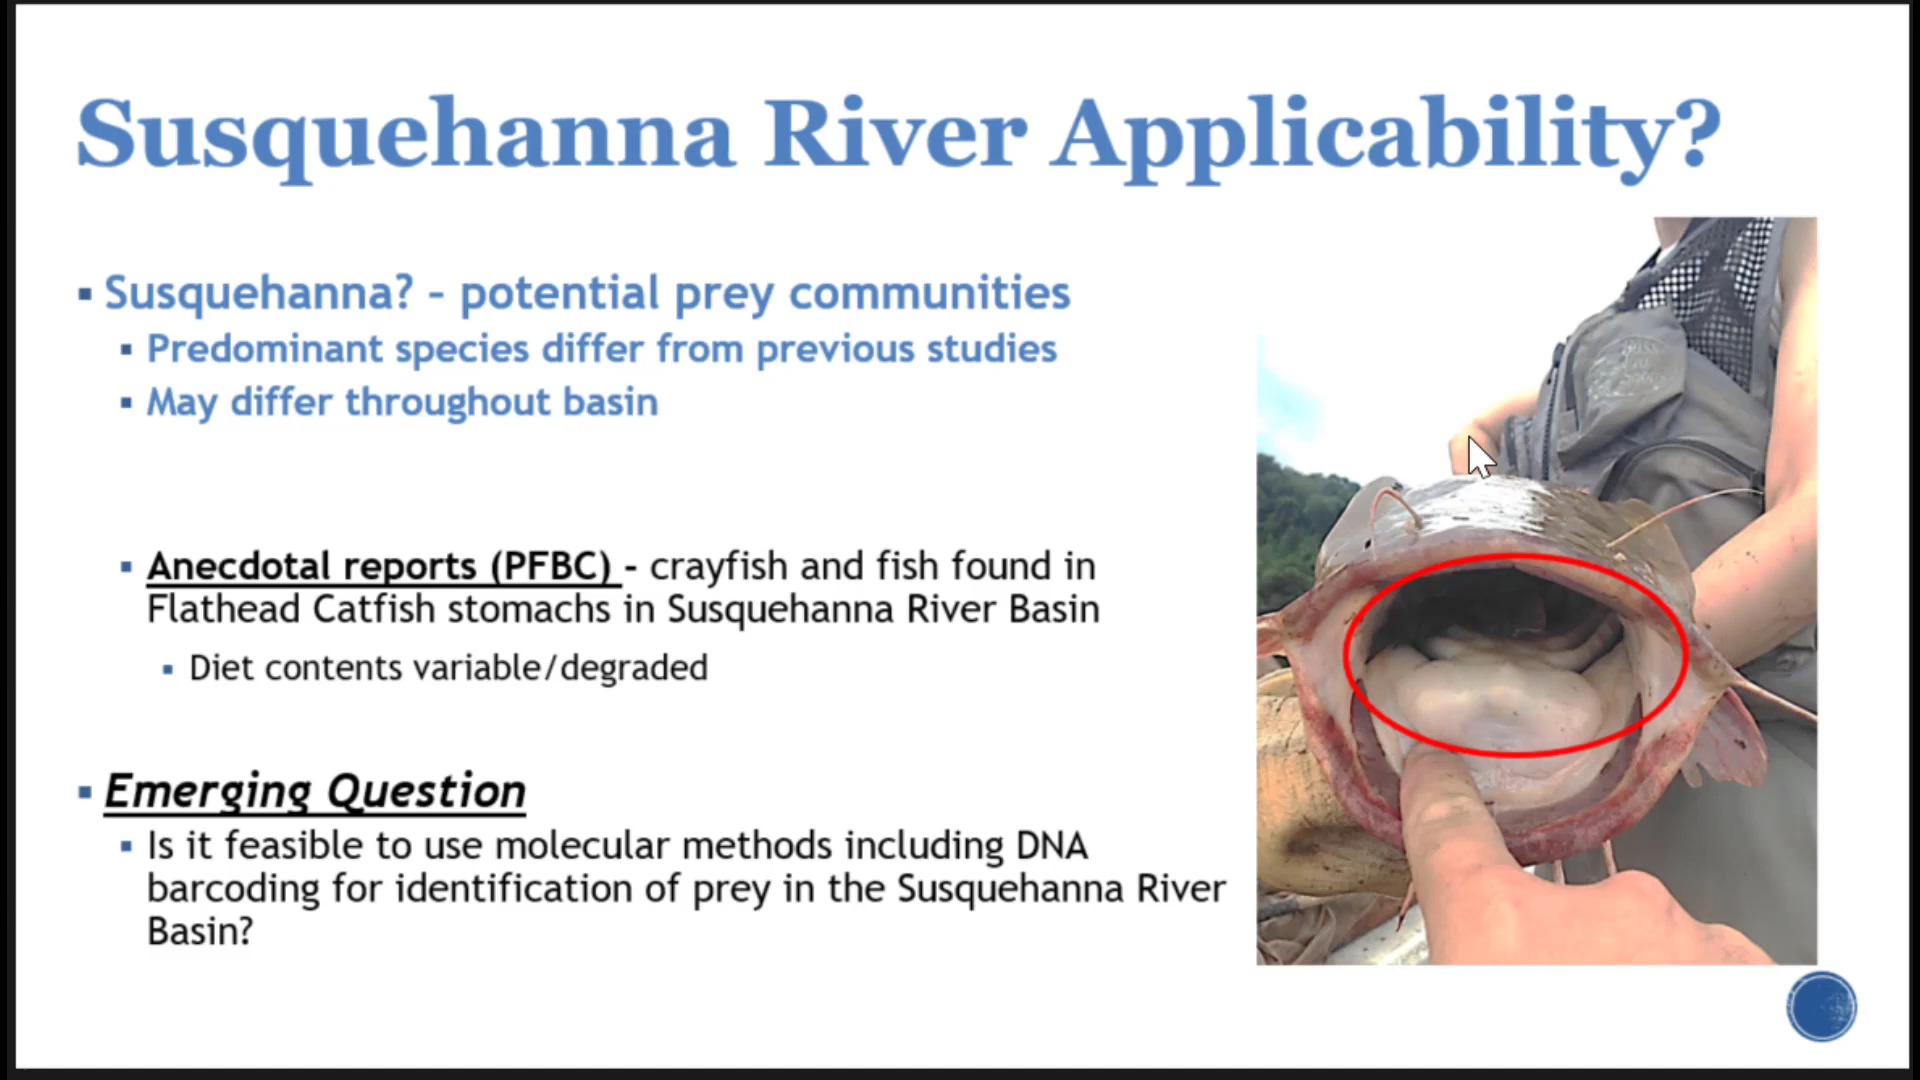 Susquehanna River Applicability?
Susquehanna? – potential prey communities
Predominant species differ from previous studies
May differ throughout basin
Anecdotal reports (PFBC) - crayfish and fish found in
Flathead Catfish stomachs in Susquehanna River Basin
Diet contents variable/degraded
Emerging Question
Is it feasible to use molecular methods including DNA
barcoding for identification of prey in the Susquehanna River
Basin?